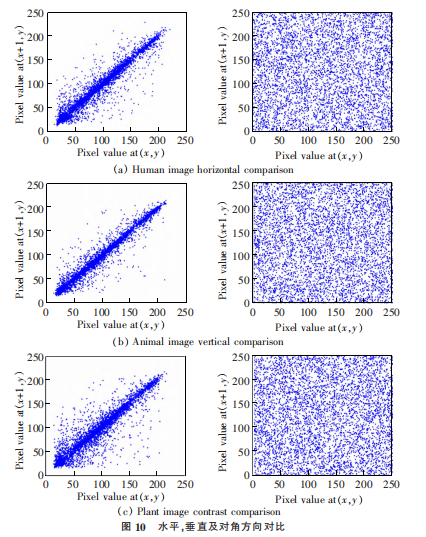 250
200
150
100
50
0
Pixel value at(x+1,y)
0 50 100 150 200 250
Pixel value at(x,y)
250
200
150
100
50
0
Pixel value at(x+1,y)
0 50 100 150 200 250
Pixel value at(x,y)
(a) Human image horizontal comparison
250
200
150
100
50
0
Pixel value at(x+1,y)
0 50 100 150 200 250
Pixel value at(x,y)
250
200
150
100
50
0
Pixel value at(x+1,y)
0 50 100 150 200 250
Pixel value at(x,y)
(b) Animal image vertical comparison
250
200
150
100
50
0
Pixel value at(x+1,y)
0 50 100 150 200 250
Pixel value at(x,y)
250
200
150
100
50
0
Pixel value at(x+1,y)
0 50 100 150 200 250
Pixel value at(x,y)
(c) Plant image contrast comparison
图 10 水平,垂直及对角方向对比